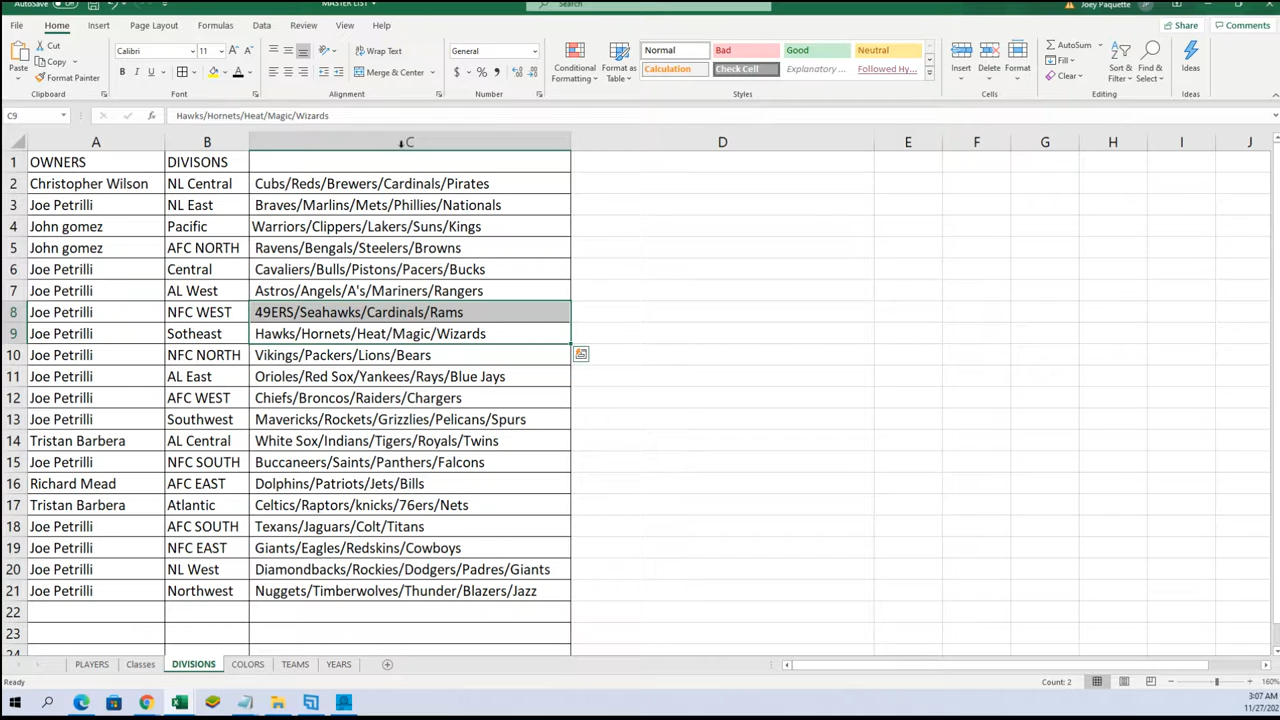 AutoSave MASTER LIST Search Joey Paquette JP
File Home Insert Page Layout Formulas Data Review View Help Share Comments
Cut Calibri 11 Wrap Text General Normal Bad Good Neutral AutoSum
Paste Copy Format Painter B I U Merge & Center $ % Conditional Formatting Format as Table Calculation Check Cell Explanatory ... Followed Hy... Insert Delete Format Fill Clear Sort & Filter Find & Select Ideas
Clipboard Font Alignment Number Styles Cells Editing Ideas
C9 fx Hawks/Hornets/Heat/Magic/Wizards
A B C D E F G H I J
1 OWNERS DIVISONS
2 Christopher Wilson NL Central Cubs/Reds/Brewers/Cardinals/Pirates
3 Joe Petrilli NL East Braves/Marlins/Mets/Phillies/Nationals
4 John gomez Pacific Warriors/Clippers/Lakers/Suns/Kings
5 John gomez AFC NORTH Ravens/Bengals/Steelers/Browns
6 Joe Petrilli Central Cavaliers/Bulls/Pistons/Pacers/Bucks
7 Joe Petrilli AL West Astros/Angels/A's/Mariners/Rangers
8 Joe Petrilli NFC WEST 49ERS/Seahawks/Cardinals/Rams
9 Joe Petrilli Sotheast Hawks/Hornets/Heat/Magic/Wizards
10 Joe Petrilli NFC NORTH Vikings/Packers/Lions/Bears
11 Joe Petrilli AL East Orioles/Red Sox/Yankees/Rays/Blue Jays
12 Joe Petrilli AFC WEST Chiefs/Broncos/Raiders/Chargers
13 Joe Petrilli Southwest Mavericks/Rockets/Grizzlies/Pelicans/Spurs
14 Tristan Barbera AL Central White Sox/Indians/Tigers/Royals/Twins
15 Joe Petrilli NFC SOUTH Buccaneers/Saints/Panthers/Falcons
16 Richard Mead AFC EAST Dolphins/Patriots/Jets/Bills
17 Tristan Barbera Atlantic Celtics/Raptors/knicks/76ers/Nets
18 Joe Petrilli AFC SOUTH Texans/Jaguars/Colt/Titans
19 Joe Petrilli NFC EAST Giants/Eagles/Redskins/Cowboys
20 Joe Petrilli NL West Diamondbacks/Rockies/Dodgers/Padres/Giants
21 Joe Petrilli Northwest Nuggets/Timberwolves/Thunder/Blazers/Jazz
22
23
24
PLAYERS Classes DIVISIONS COLORS TEAMS YEARS
Ready Count: 2 160%
3:07 AM
11/27/202